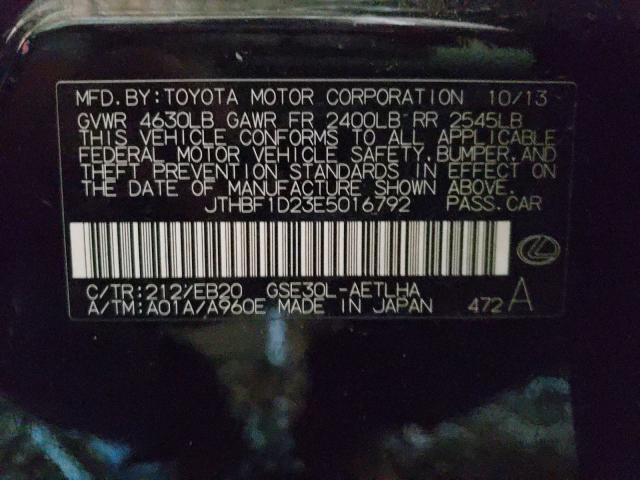 MFD. BY: TOYOTA MOTOR CORPORATION 10/13
GVWR 4630LB GAWR FR 2400LB RR 2545LB
THIS VEHICLE CONFORMS TO ALL APPLICABLE
FEDERAL MOTOR VEHICLE SAFETY, BUMPER, AND
THEFT PREVENTION STANDARDS IN EFFECT ON
THE DATE OF MANUFACTURE SHOWN ABOVE.
JTHBF1D23E5016792 PASS. CAR
C/TR: 212/EB20 GSE30L-AETLHA
A/TM: A01A/A960E MADE IN JAPAN 472 A